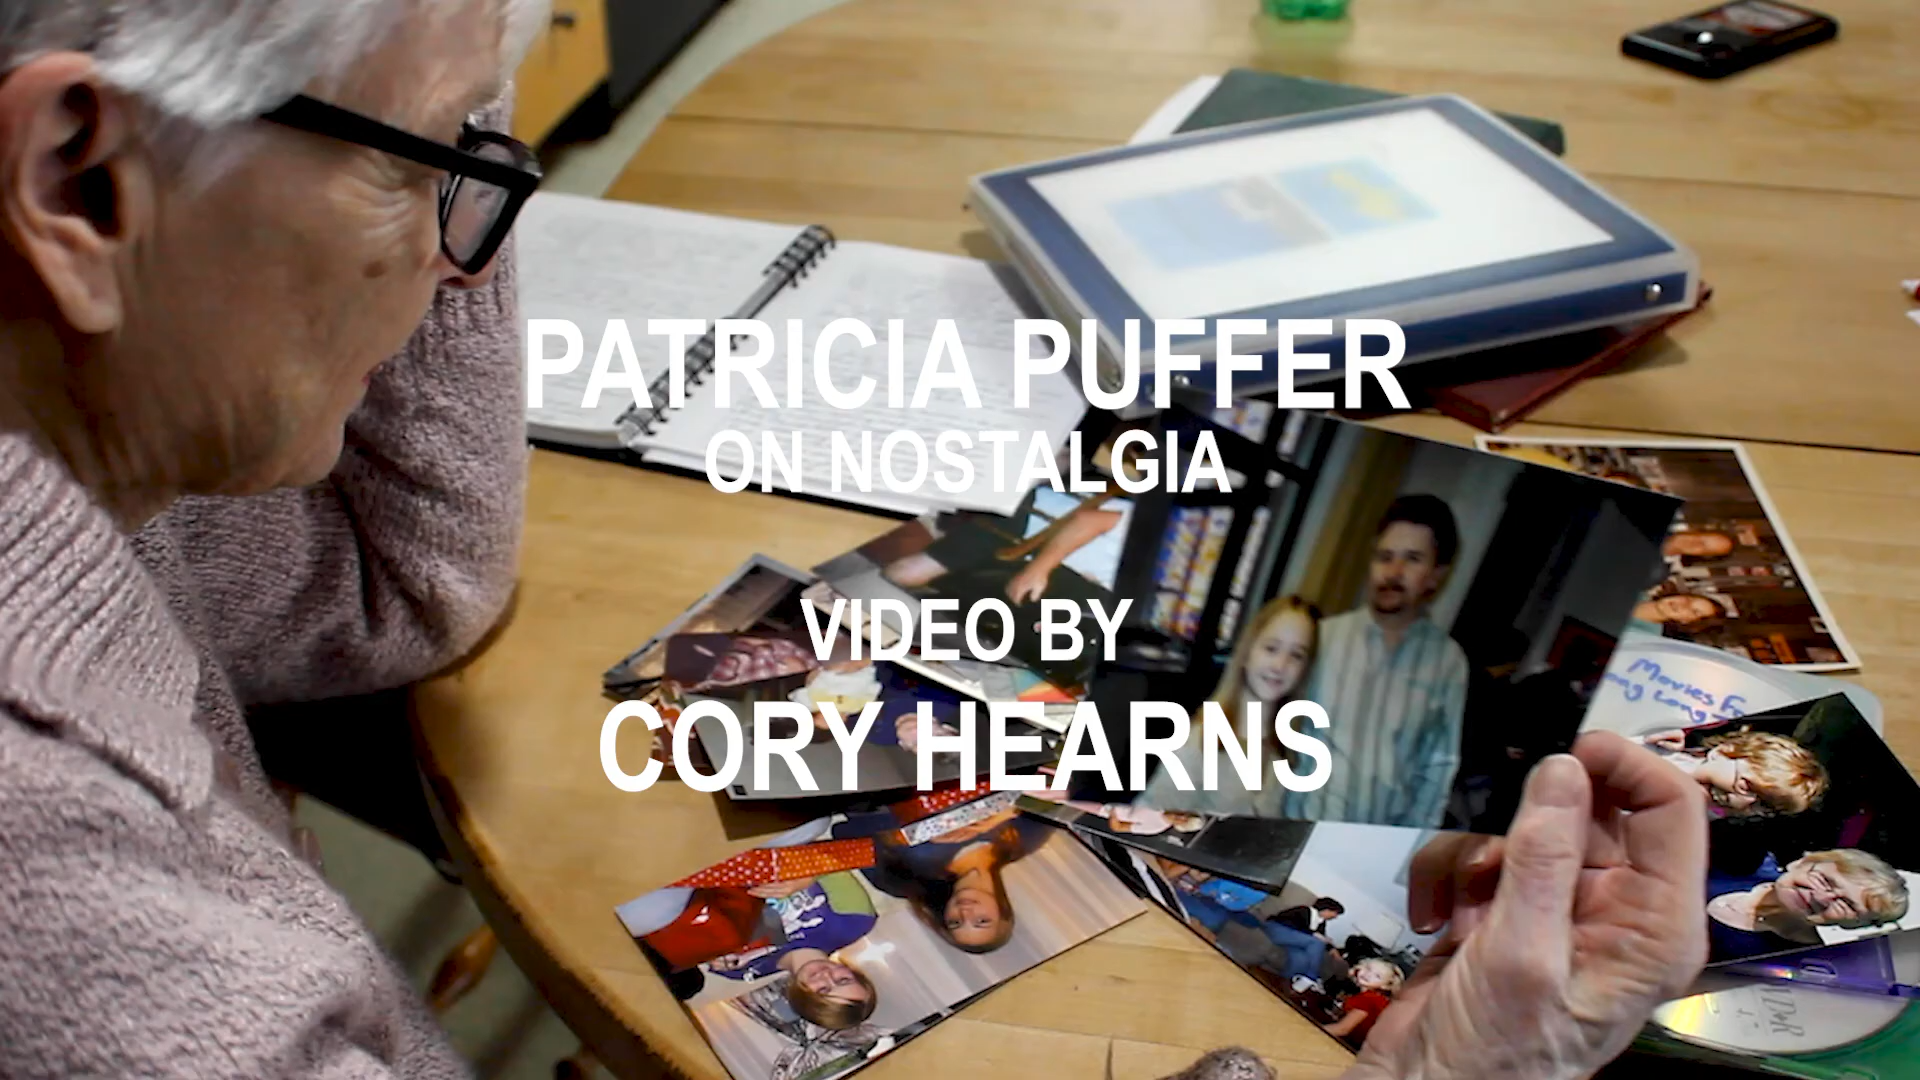 PATRICIA PUFFER
ON NOSTALGIA
VIDEO BY
CORY HEARNS
Movies